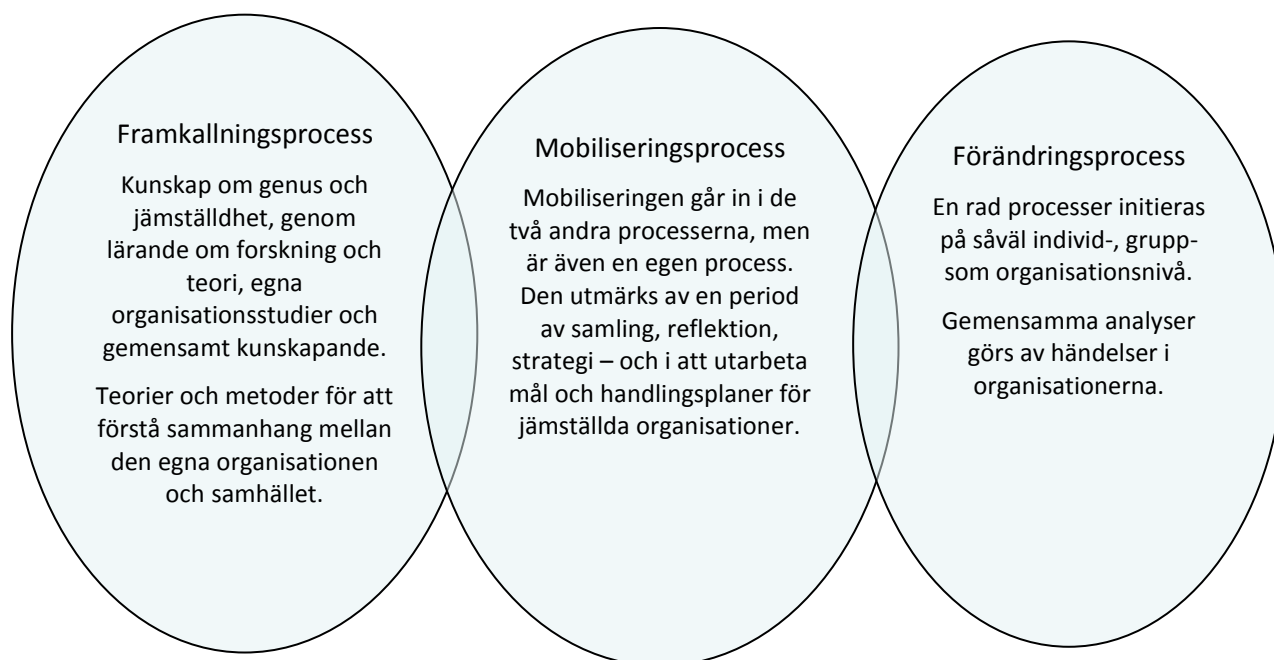 Framkallningsprocess
Kunskap om genus och
jämställdhet, genom
lärande om forskning och
teori, egna
organisationsstudier och
gemensamt kunskapande.
Teorier och metoder för att
förstå sammanhang mellan
den egna organisationen
och samhället.
Mobiliseringsprocess
Mobiliseringen går in i de
två andra processerna, men
är även en egen process.
Den utmärks av en period
av samling, reflektion,
strategi – och i att utarbeta
mål och handlingsplaner för
jämställda organisationer.
Förändringsprocess
En rad processer initieras
på såväl individ-, grupp-
som organisationsnivå.
Gemensamma analyser
görs av händelser i
organisationerna.